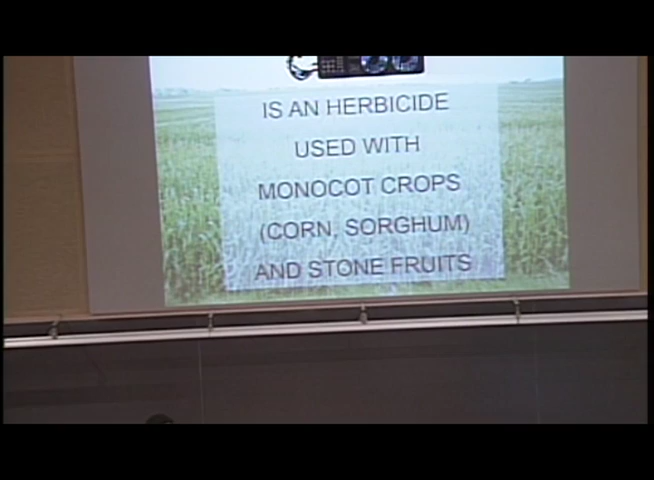 IS AN HERBICIDE
USED WITH
MONOCOT CROPS
(CORN, SORGHUM)
AND STONE FRUITS